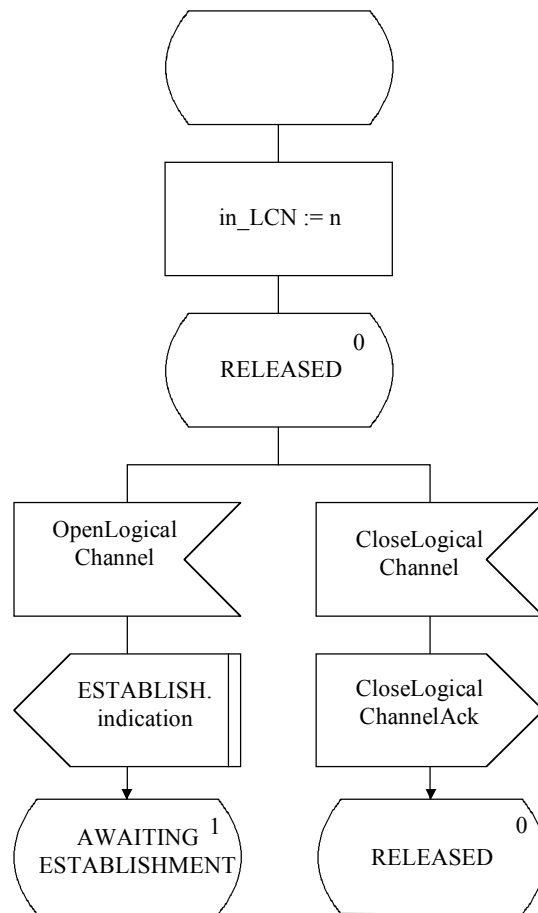 in_LCN := n
0
RELEASED
OpenLogical
Channel
CloseLogical
Channel
ESTABLISH.
indication
CloseLogical
ChannelAck
1
AWAITING
ESTABLISHMENT
0
RELEASED